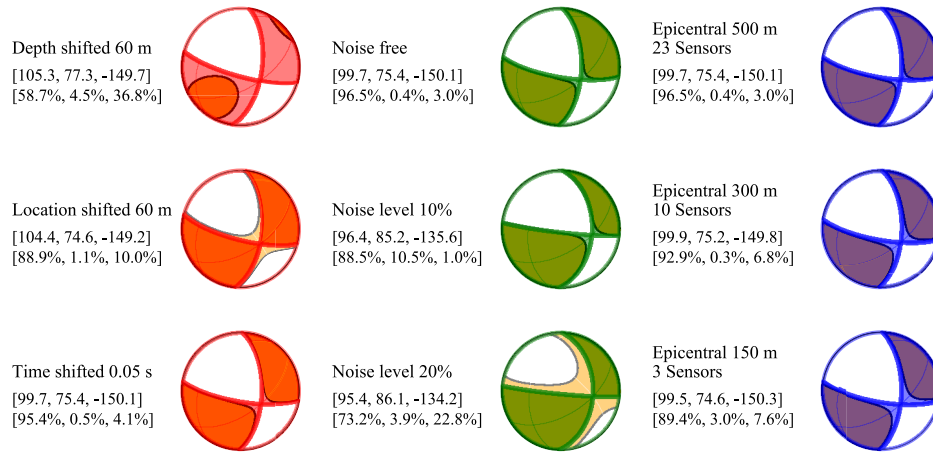 Depth shifted 60 m
[105.3, 77.3, -149.7]
[58.7%, 4.5%, 36.8%]
Noise free
[99.7, 75.4, -150.1]
[96.5%, 0.4%, 3.0%]
Epicentral 500 m
23 Sensors
[99.7, 75.4, -150.1]
[96.5%, 0.4%, 3.0%]
Location shifted 60 m
[104.4, 74.6, -149.2]
[88.9%, 1.1%, 10.0%]
Noise level 10%
[96.4, 85.2, -135.6]
[88.5%, 10.5%, 1.0%]
Epicentral 300 m
10 Sensors
[99.9, 75.2, -149.8]
[92.9%, 0.3%, 6.8%]
Time shifted 0.05 s
[99.7, 75.4, -150.1]
[95.4%, 0.5%, 4.1%]
Noise level 20%
[95.4, 86.1, -134.2]
[73.2%, 3.9%, 22.8%]
Epicentral 150 m
3 Sensors
[99.5, 74.6, -150.3]
[89.4%, 3.0%, 7.6%]